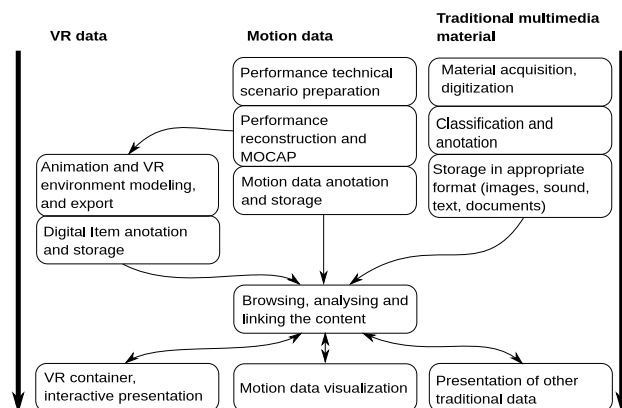 VR data
Motion data
Traditional multimedia
material
Performance technical
scenario preparation
Performance
reconstruction and
MOCAP
Motion data anotation
and storage
Material acquisition,
digitization
Classification and
anotation
Storage in appropriate
format (images, sound,
text, documents)
Animation and VR
environment modeling,
and export
Digital Item anotation
and storage
Browsing, analysing and
linking the content
VR container,
interactive presentation
Motion data visualization
Presentation of other
traditional data